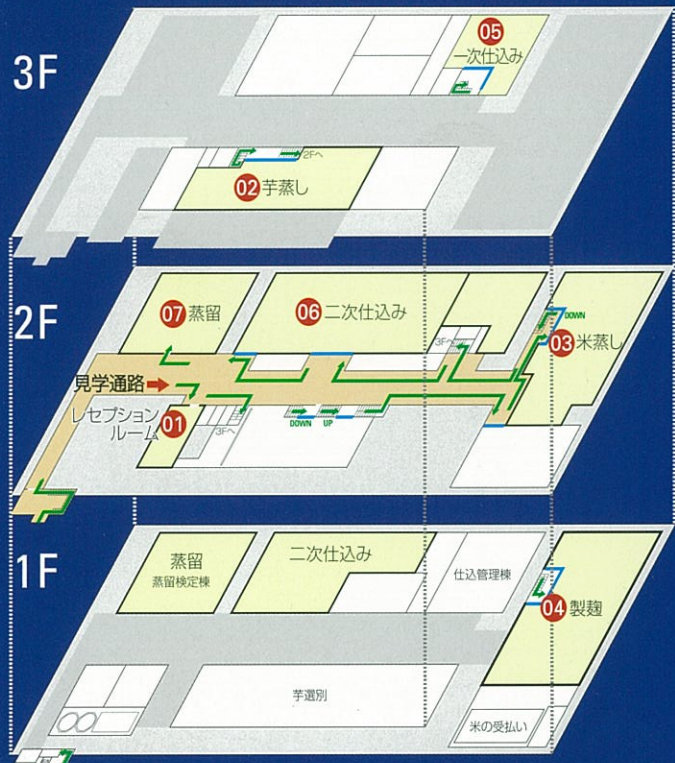 3F
05
一次仕込み
2Fへ
02 芋蒸し
2F
07 蒸留
06 二次仕込み
DOWN
03 米蒸し
3Fへ
見学通路
レセプション
ルーム
01
3Fへ
DOWN UP
1F
蒸留
蒸留検定棟
二次仕込み
仕込管理棟
04 製麹
芋選別
米の受払い